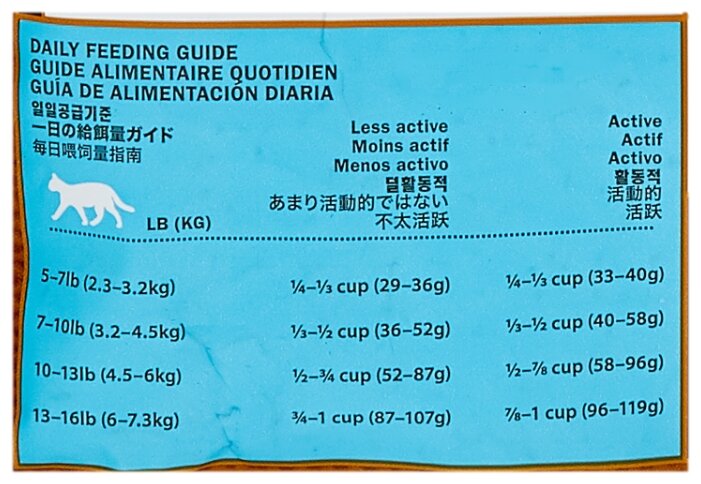 DAILY FEEDING GUIDE
GUIDE ALIMENTAIRE QUOTIDIEN
GUÍA DE ALIMENTACIÓN DIARIA
일일공급기준
一日の給餌量ガイド
每日喂饲量指南
LB (KG)
Less active
Moins actif
Menos activo
덜활동적
あまり活動的ではない
不太活跃
Active
Actif
Activo
활동적
活動的
活跃
5–7lb (2.3–3.2kg) ¼–⅓ cup (29–36g) ¼–⅓ cup (33–40g)
7–10lb (3.2–4.5kg) ⅓–½ cup (36–52g) ⅓–½ cup (40–58g)
10–13lb (4.5–6kg) ½–¾ cup (52–87g) ½–⅞ cup (58–96g)
13–16lb (6–7.3kg) ¾–1 cup (87–107g) ⅞–1 cup (96–119g)